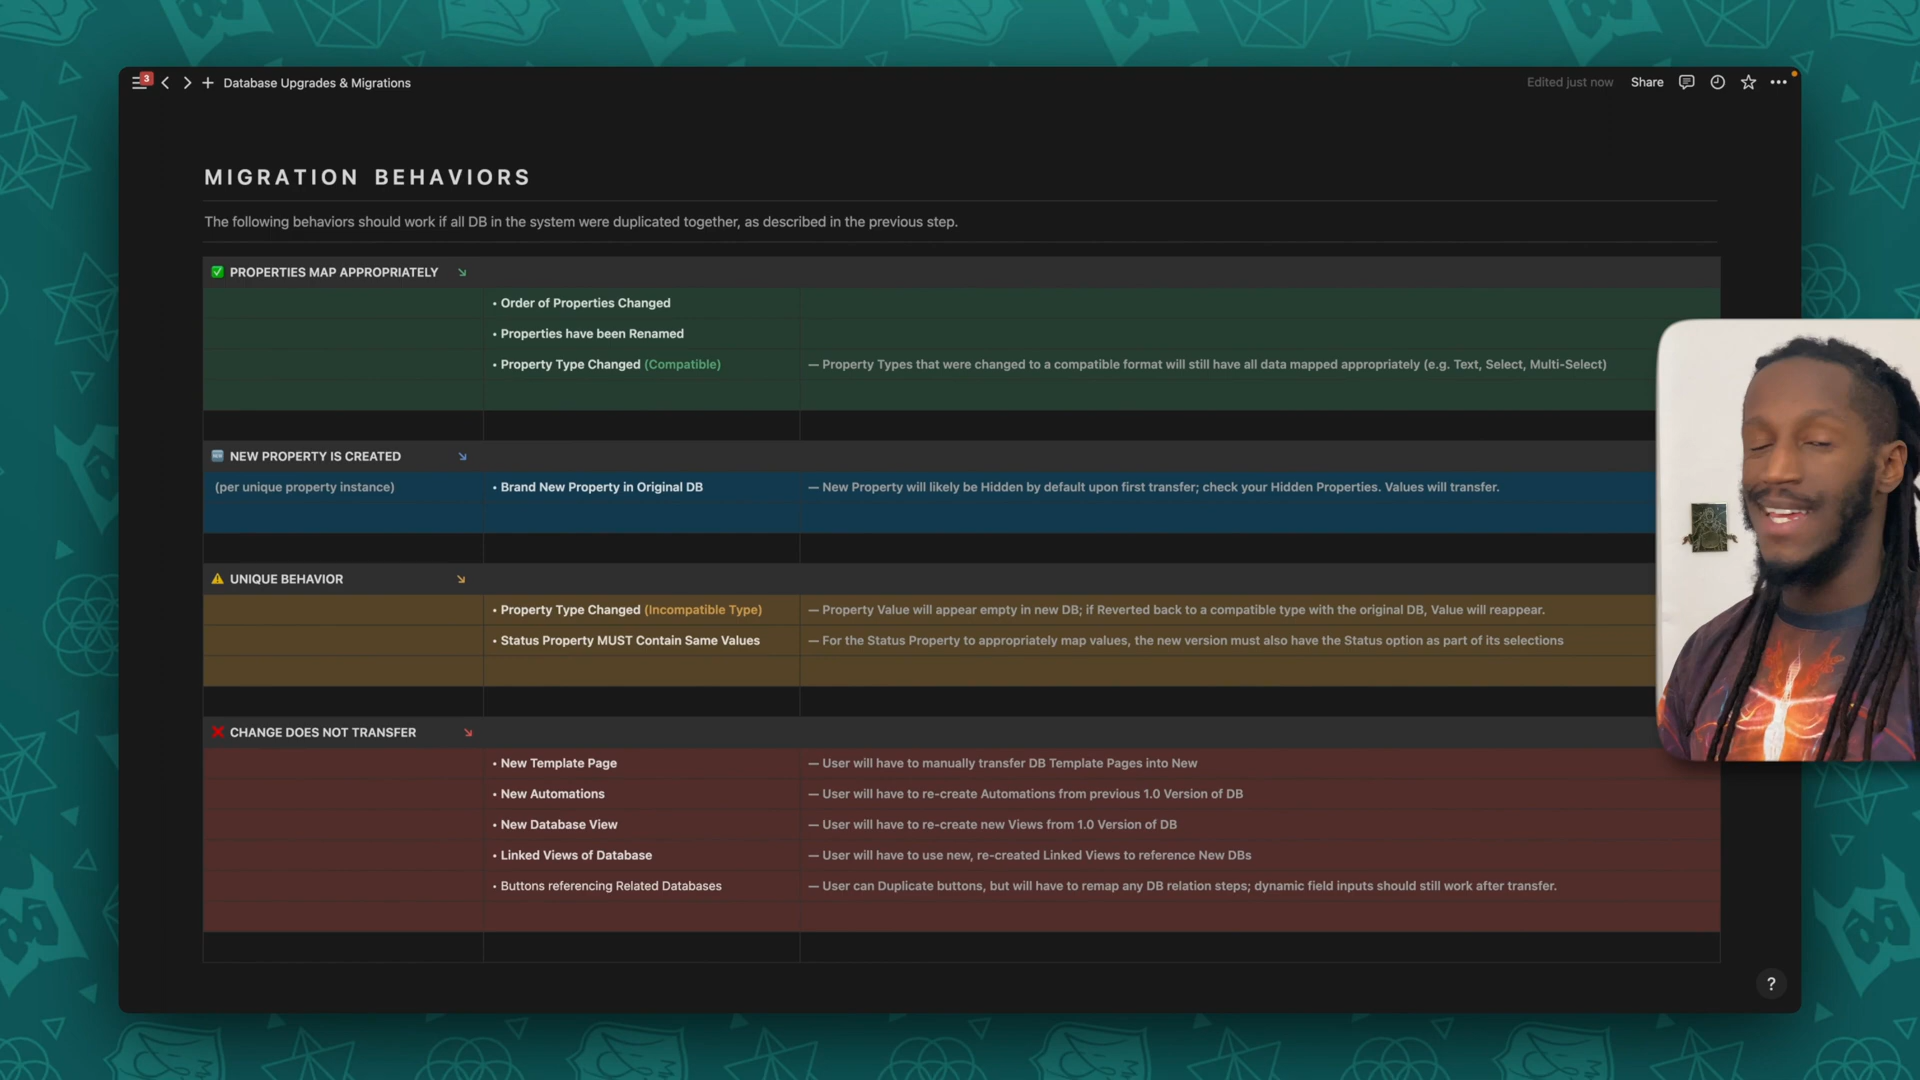 3
Database Upgrades & Migrations
Edited just now
Share
MIGRATION BEHAVIORS
The following behaviors should work if all DB in the system were duplicated together, as described in the previous step.
✅ PROPERTIES MAP APPROPRIATELY ↘
• Order of Properties Changed
• Properties have been Renamed
• Property Type Changed (Compatible) — Property Types that were changed to a compatible format will still have all data mapped appropriately (e.g. Text, Select, Multi-Select)
🆕 NEW PROPERTY IS CREATED ↘
(per unique property instance) • Brand New Property in Original DB — New Property will likely be Hidden by default upon first transfer; check your Hidden Properties. Values will transfer.
⚠️ UNIQUE BEHAVIOR ↘
• Property Type Changed (Incompatible Type) — Property Value will appear empty in new DB; if Reverted back to a compatible type with the original DB, Value will reappear.
• Status Property MUST Contain Same Values — For the Status Property to appropriately map values, the new version must also have the Status option as part of its selections
❌ CHANGE DOES NOT TRANSFER ↘
• New Template Page — User will have to manually transfer DB Template Pages into New
• New Automations — User will have to re-create Automations from previous 1.0 Version of DB
• New Database View — User will have to re-create new Views from 1.0 Version of DB
• Linked Views of Database — User will have to use new, re-created Linked Views to reference New DBs
• Buttons referencing Related Databases — User can Duplicate buttons, but will have to remap any DB relation steps; dynamic field inputs should still work after transfer.
?